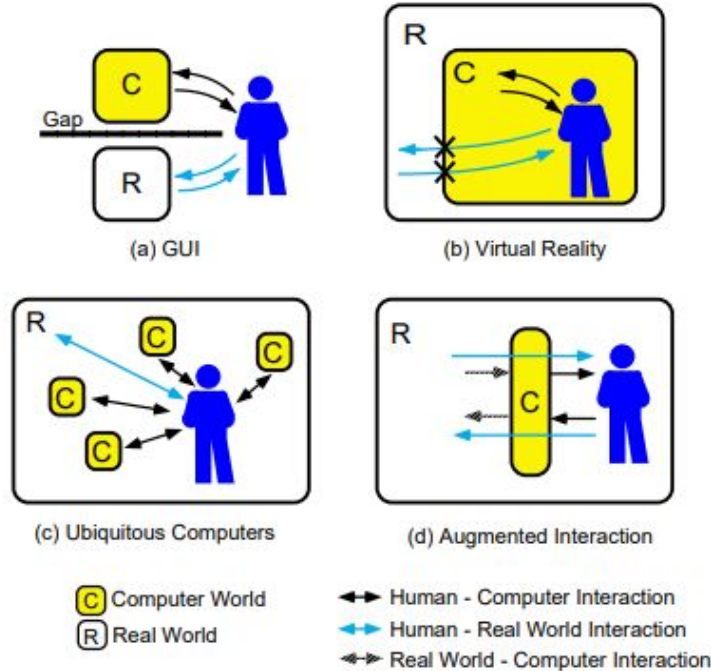 C
Gap
R
(a) GUI
R
C
(b) Virtual Reality
R
C
C
C
C
(c) Ubiquitous Computers
R
C
(d) Augmented Interaction
C Computer World
R Real World
Human - Computer Interaction
Human - Real World Interaction
Real World - Computer Interaction